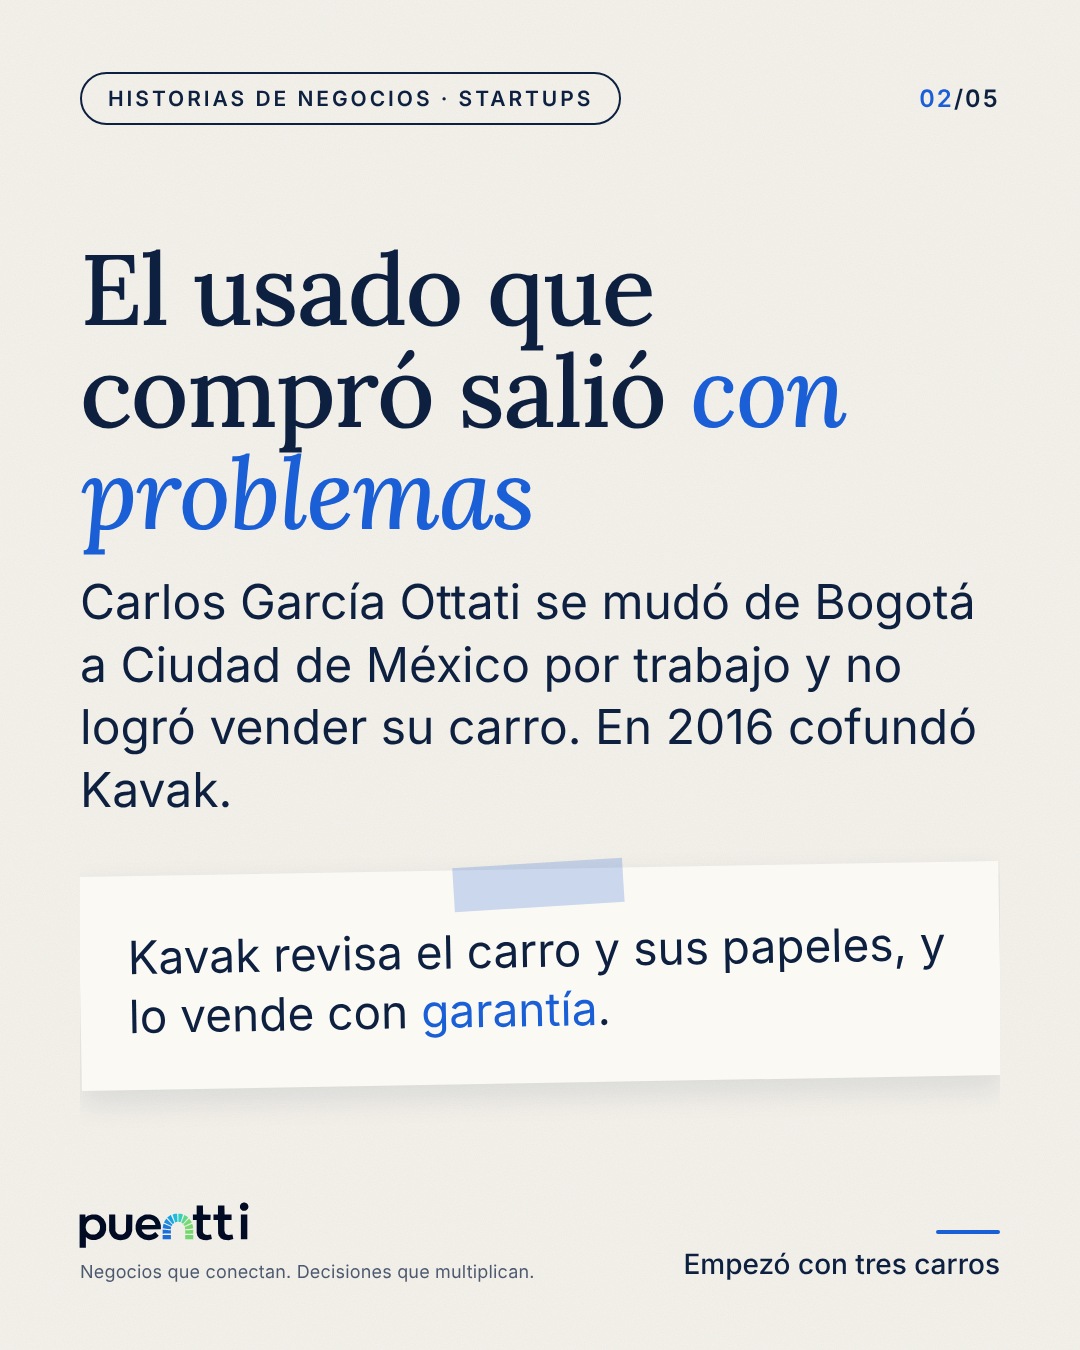 HISTORIAS DE NEGOCIOS · STARTUPS
02/05
El usado que
compró salió con
problemas
Carlos García Ottati se mudó de Bogotá
a Ciudad de México por trabajo y no
logró vender su carro. En 2016 cofundó
Kavak.
Kavak revisa el carro y sus papeles, y
lo vende con garantía.
puentti
Negocios que conectan. Decisiones que multiplican.
Empezó con tres carros